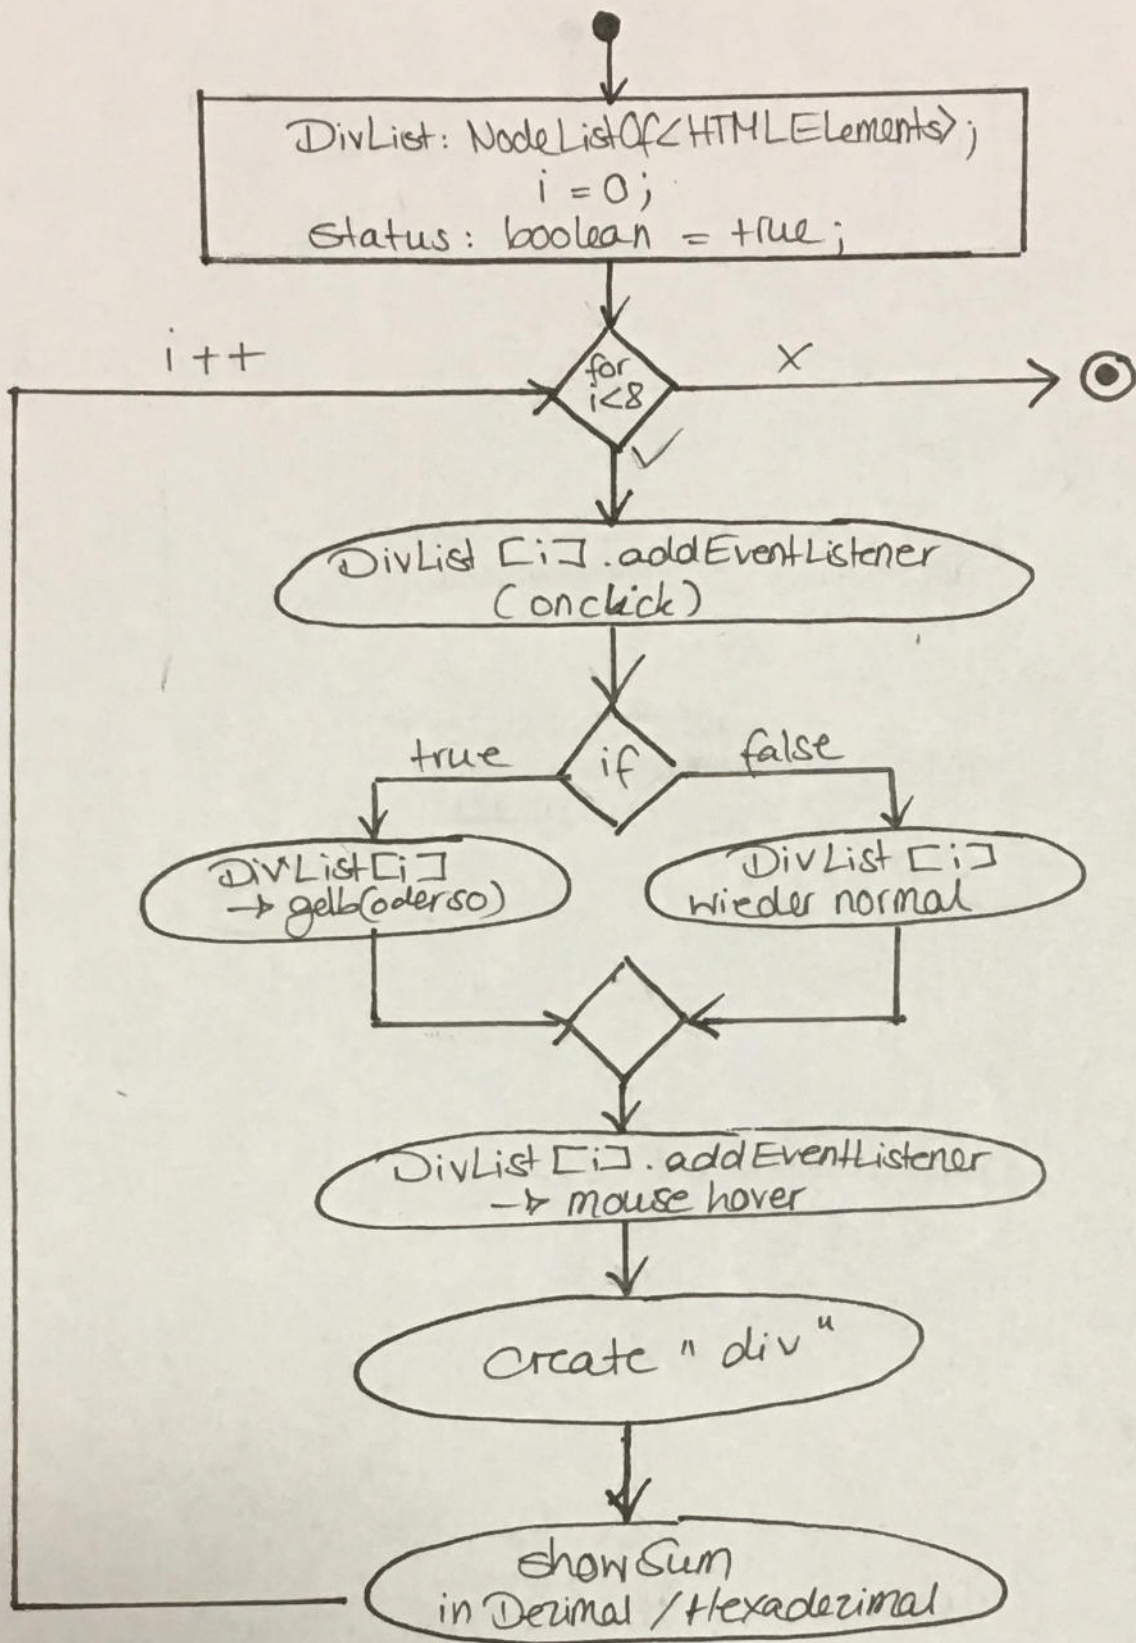 DivList: NodeListOf<HTMLELements>;
i = 0;
status: boolean = true;
i++
for
i<8
X
✓
DivList [i].addEventListener
(onclick)
true
if
false
DivList[i]
→ gelb(oderso)
DivList [i]
wieder normal
DivList [i].addEventListener
→ mouse hover
create "div"
showSum
in Dezimal /Hexadezimal